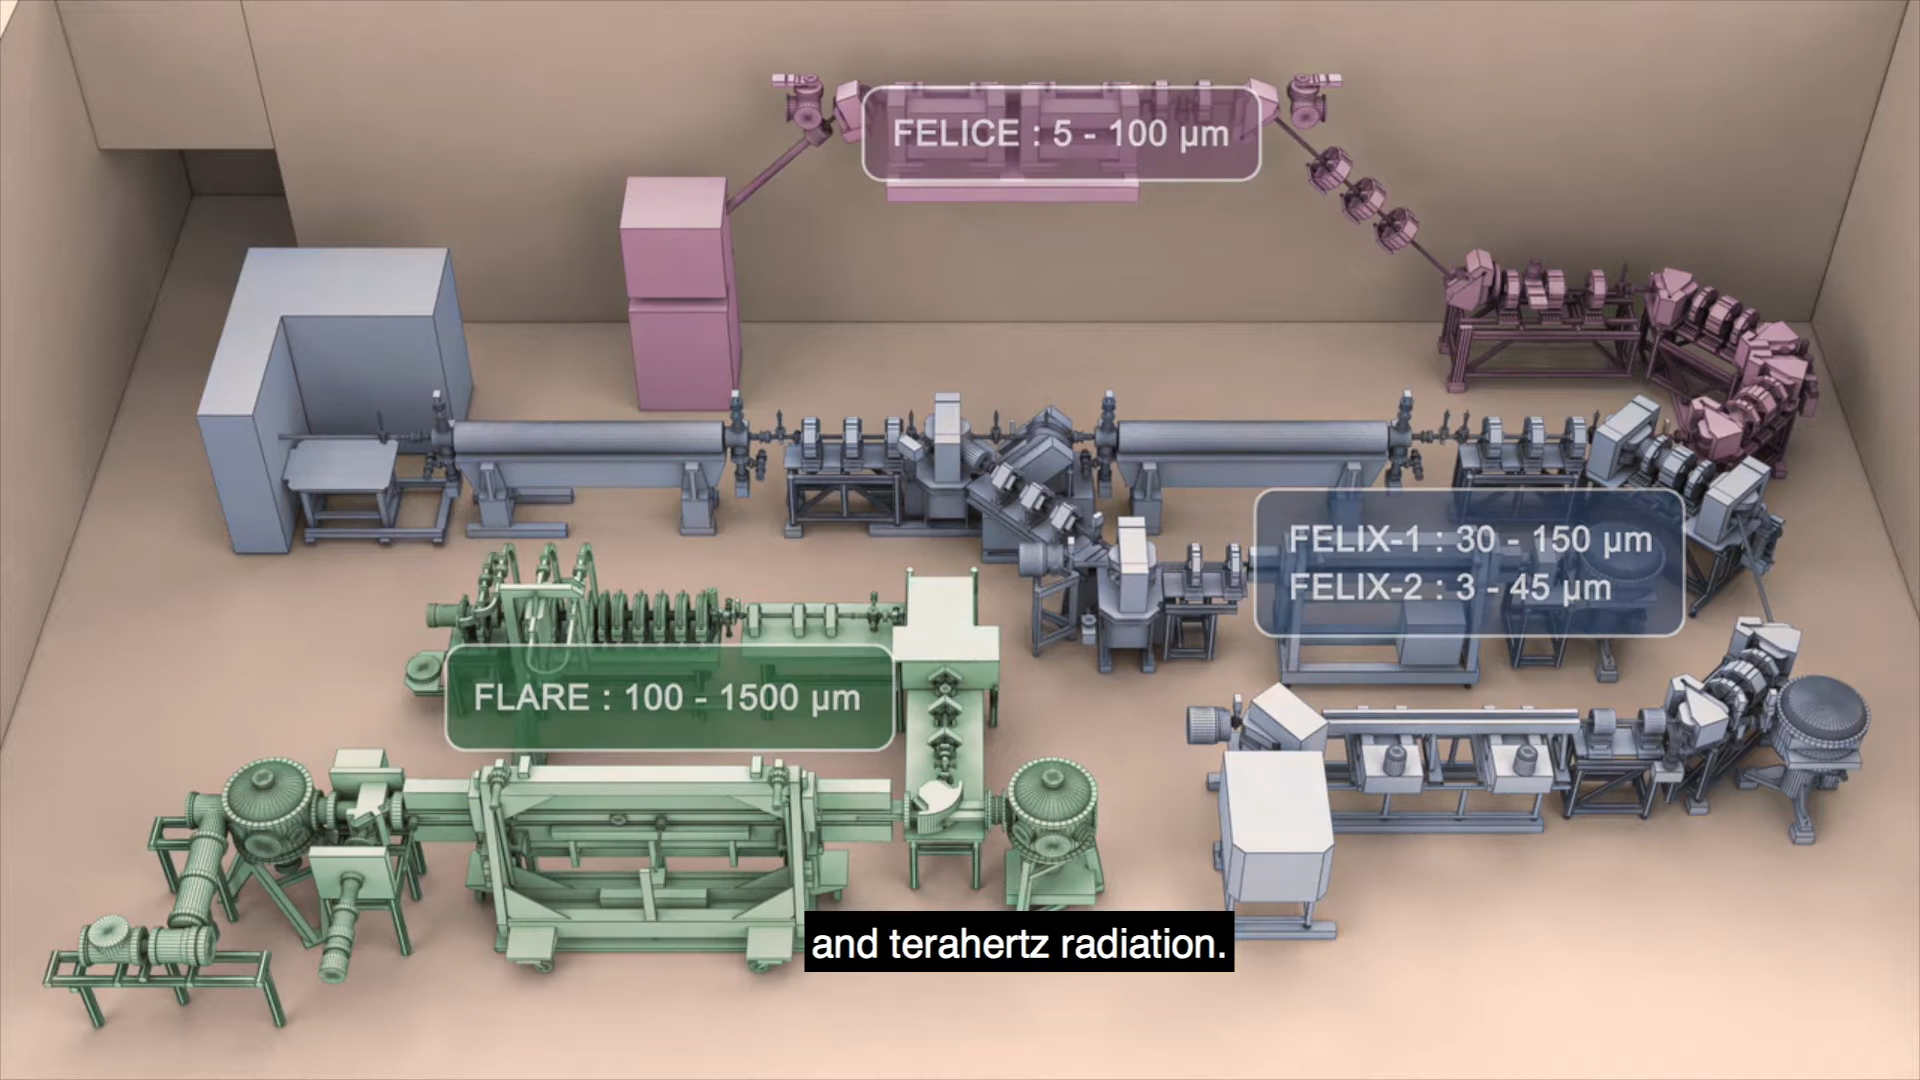 FELICE : 5 - 100 µm
FELIX-1 : 30 - 150 µm
FELIX-2 : 3 - 45 µm
FLARE : 100 - 1500 µm
and terahertz radiation.